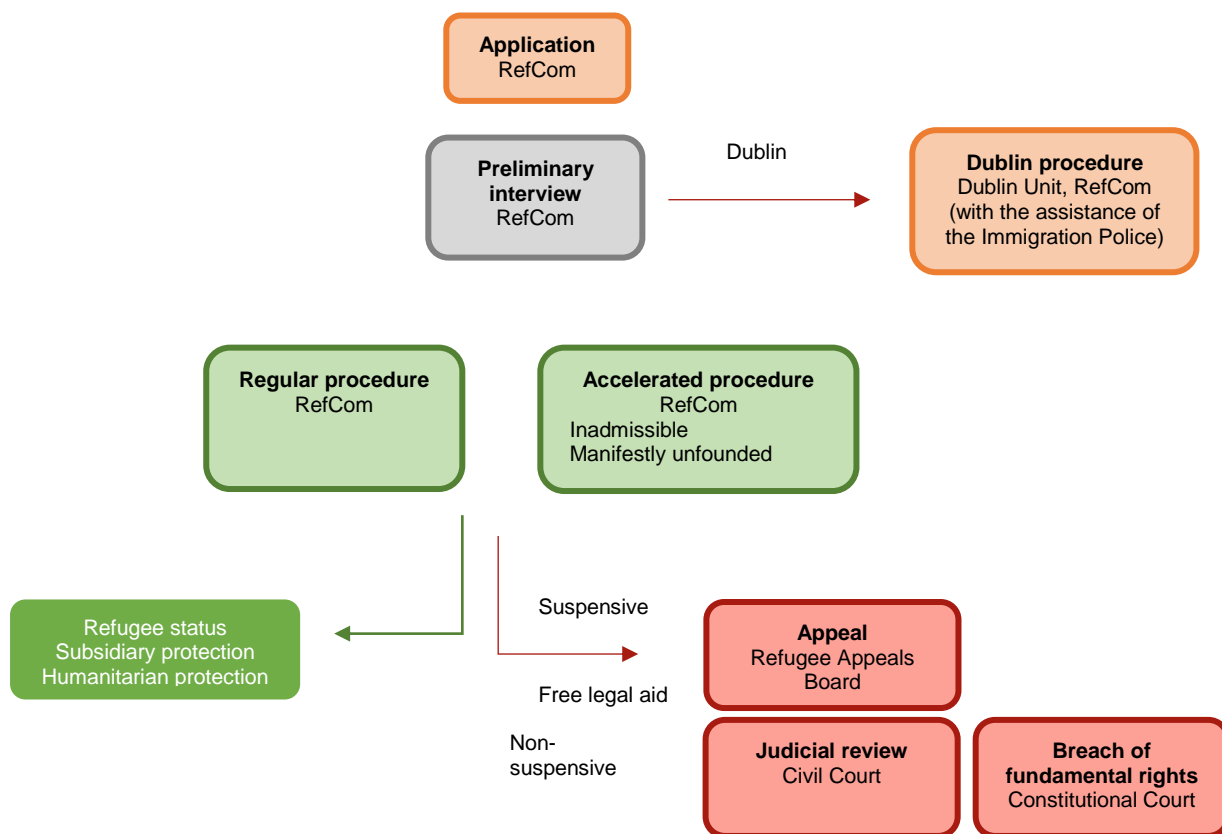 Application
RefCom
Preliminary
interview
RefCom
Dublin
Dublin procedure
Dublin Unit, RefCom
(with the assistance of
the Immigration Police)
Regular procedure
RefCom
Accelerated procedure
RefCom
Inadmissible
Manifestly unfounded
Refugee status
Subsidiary protection
Humanitarian protection
Suspensive
Free legal aid
Appeal
Refugee Appeals
Board
Non-
suspensive
Judicial review
Civil Court
Breach of
fundamental rights
Constitutional Court